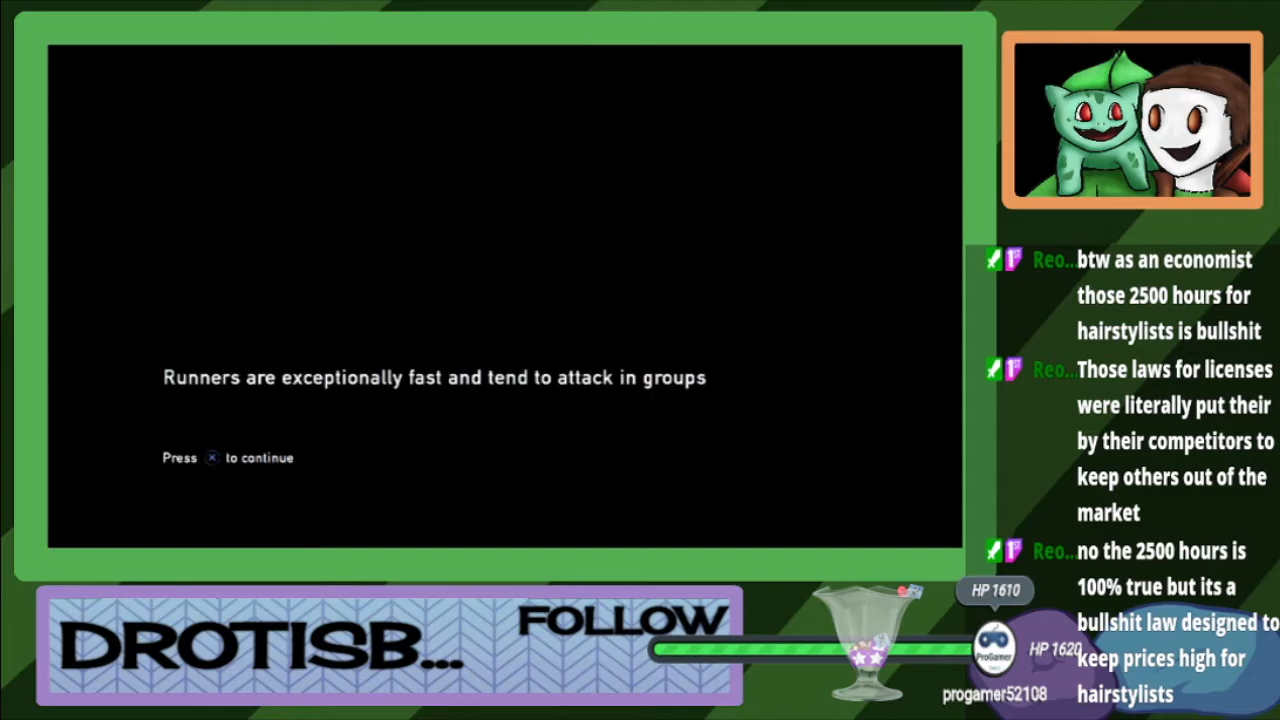 Runners are exceptionally fast and tend to attack in groups
Press ⓧ to continue
Reo... btw as an economist
those 2500 hours for
hairstylists is bullshit
Reo... Those laws for licenses
were literally put their
by their competitors to
keep others out of the
market
Reo... no the 2500 hours is
100% true but its a
bullshit law designed to
keep prices high for
hairstylists
DROTISB...
FOLLOW
HP 1610
ProGamer
HP 1620
progamer52108